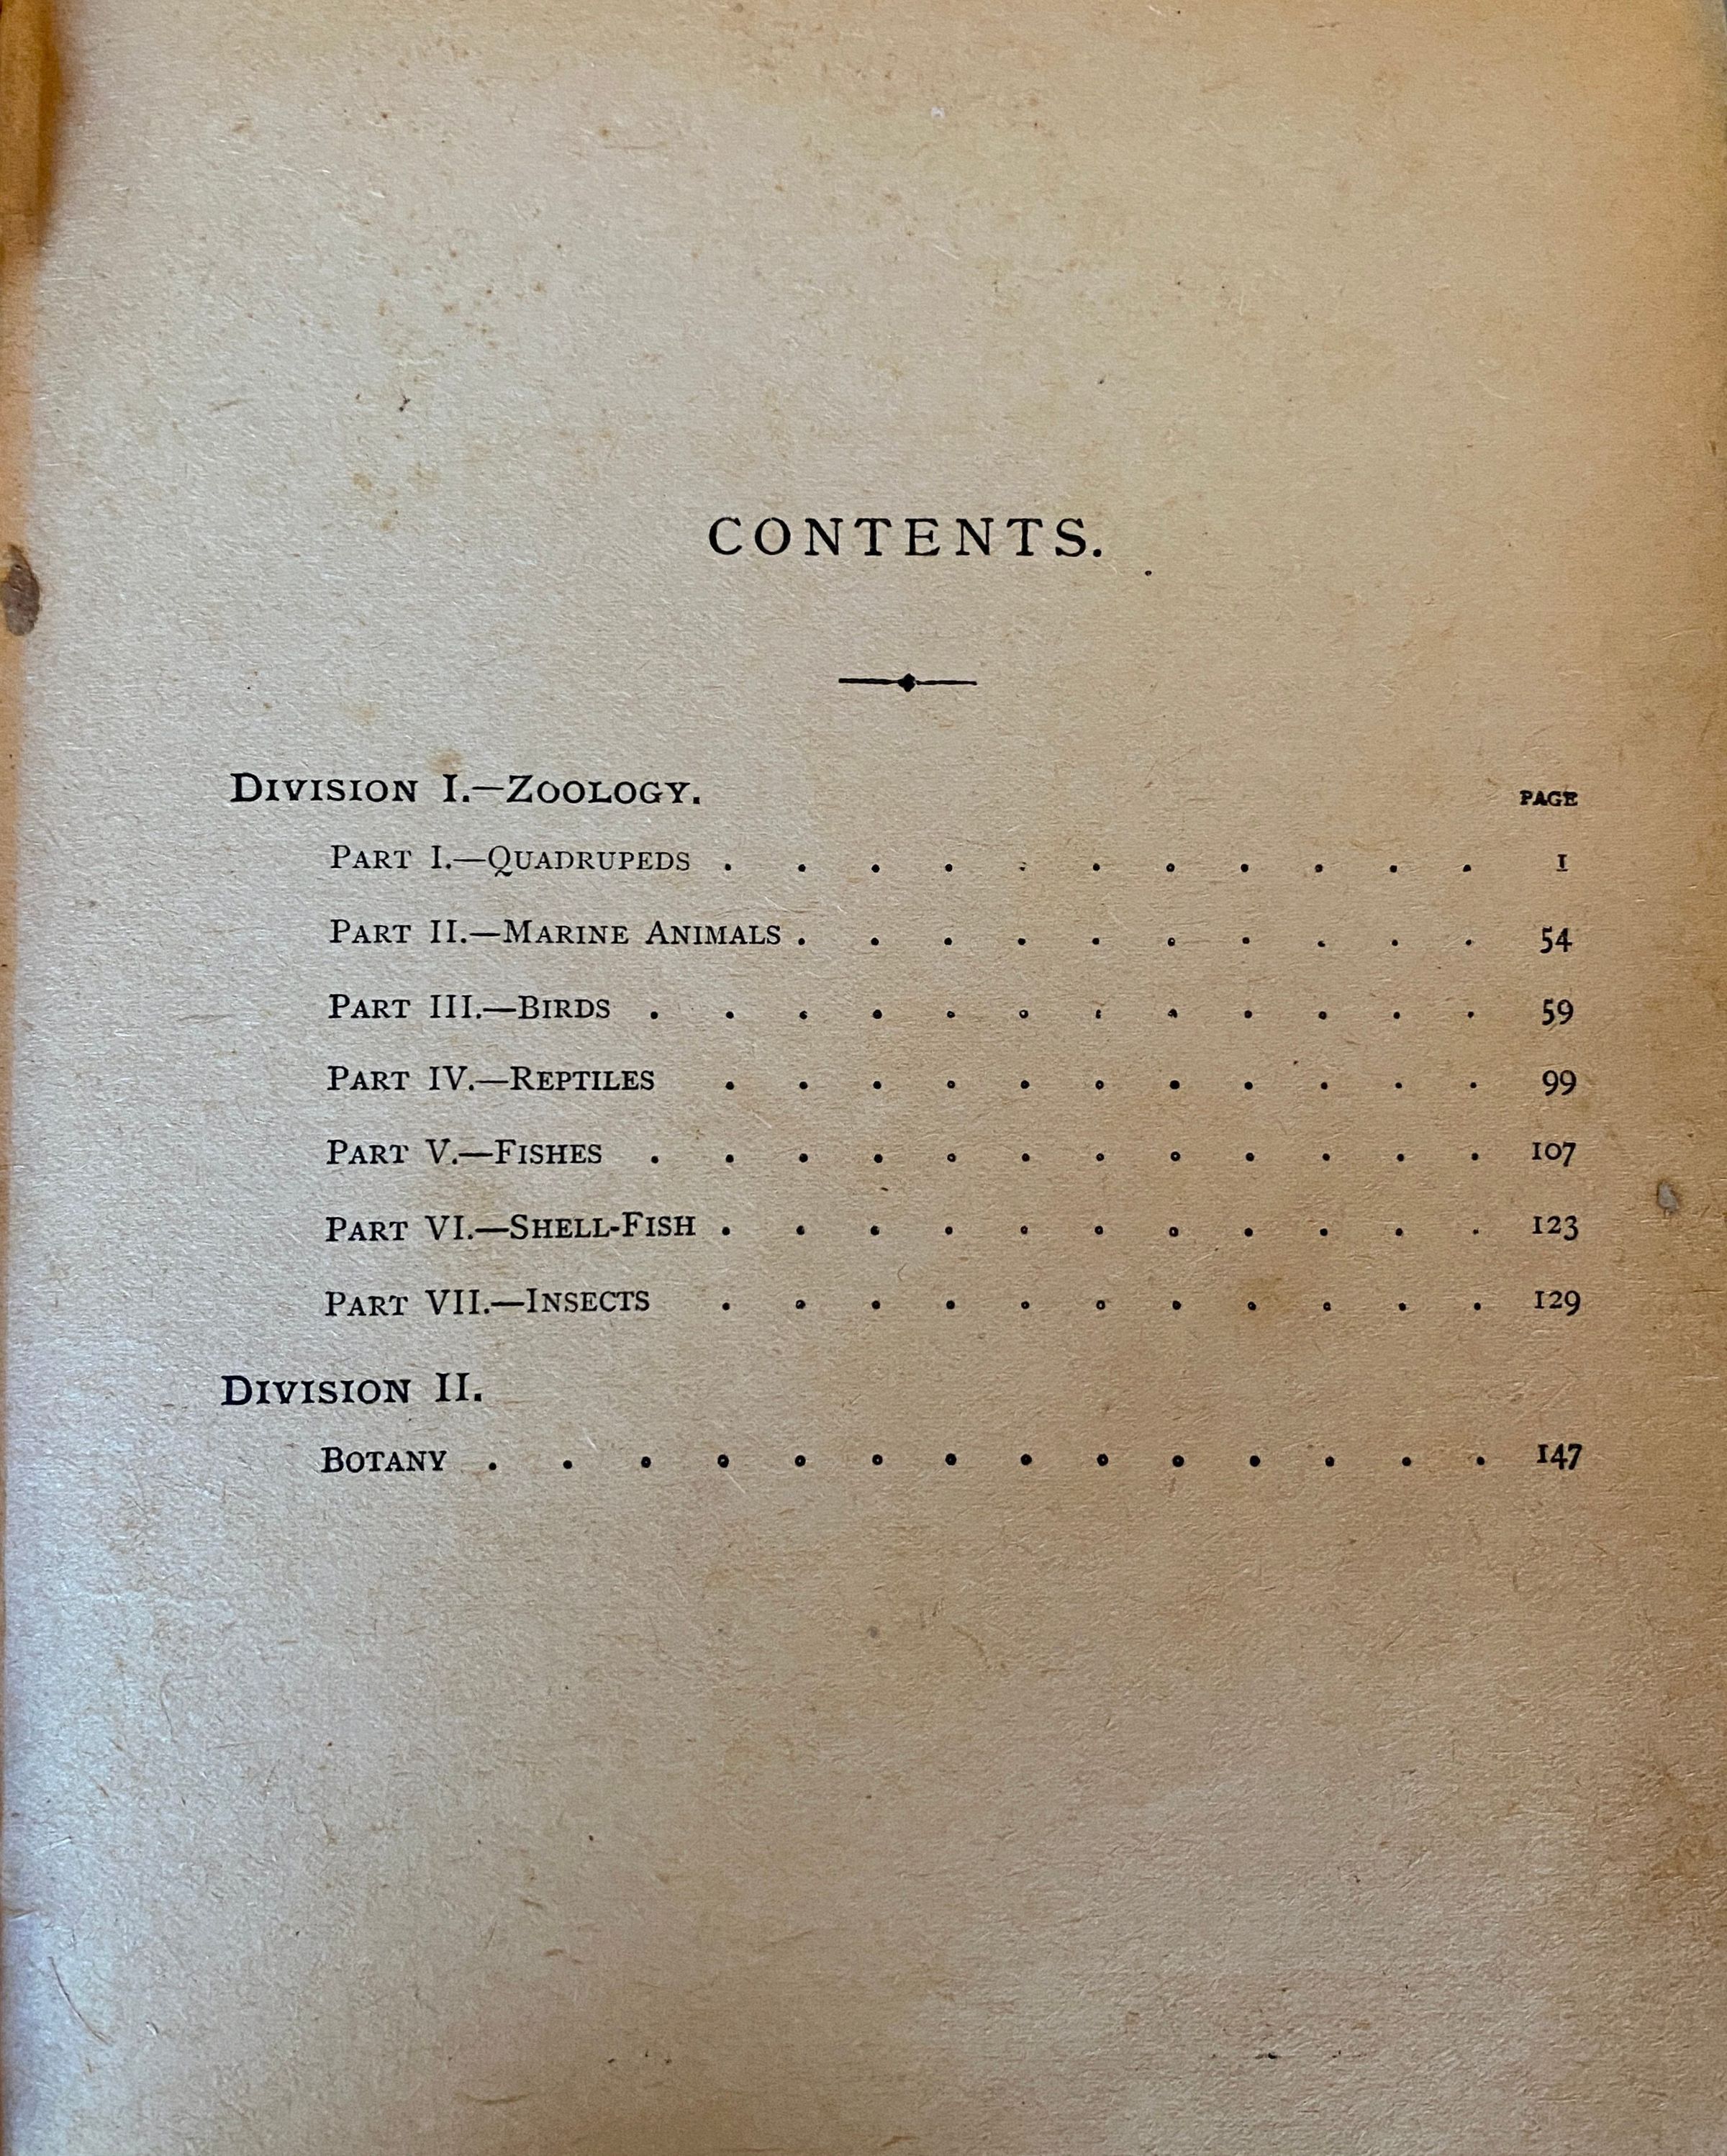 CONTENTS.
DIVISION I.—ZOOLOGY. PAGE
PART I.—QUADRUPEDS . . . . . . . . . . . 1
PART II.—MARINE ANIMALS . . . . . . . . . . 54
PART III.—BIRDS . . . . . . . . . . . . 59
PART IV.—REPTILES . . . . . . . . . . . 99
PART V.—FISHES . . . . . . . . . . . . 107
PART VI.—SHELL-FISH . . . . . . . . . . . 123
PART VII.—INSECTS . . . . . . . . . . . 129
DIVISION II.
BOTANY . . . . . . . . . . . . . . 147